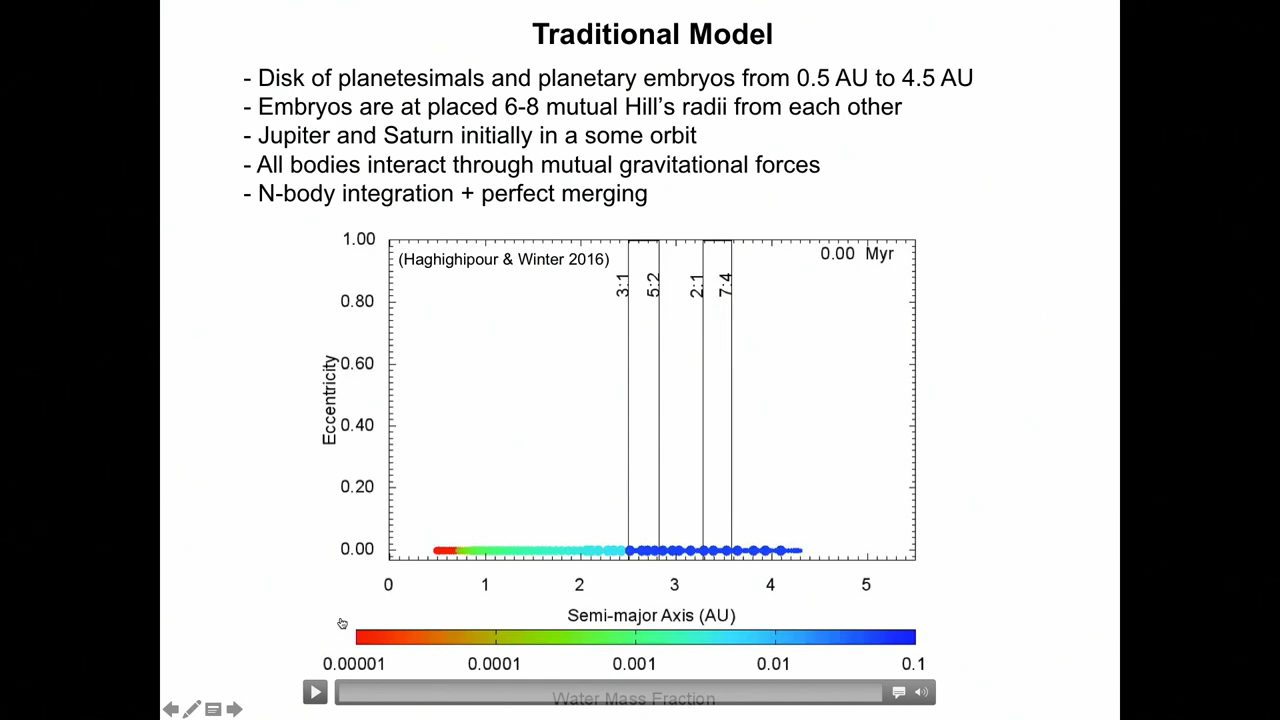 Traditional Model
- Disk of planetesimals and planetary embryos from 0.5 AU to 4.5 AU
- Embryos are at placed 6-8 mutual Hill's radii from each other
- Jupiter and Saturn initially in a some orbit
- All bodies interact through mutual gravitational forces
- N-body integration + perfect merging
(Haghighipour & Winter 2016)
0.00 Myr
3:1
5:2
2:1
7:4
1.00
0.80
0.60
0.40
0.20
0.00
Eccentricity
0 1 2 3 4 5
Semi-major Axis (AU)
0.00001 0.0001 0.001 0.01 0.1
Water Mass Fraction